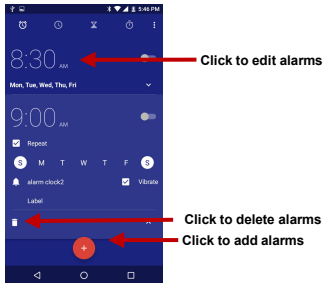 5:46 PM
8:30 AM
Click to edit alarms
Mon, Tue, Wed, Thu, Fri
9:00 AM
Repeat
S M T W T F S
alarm clock2
Vibrate
Label
Click to delete alarms
Click to add alarms